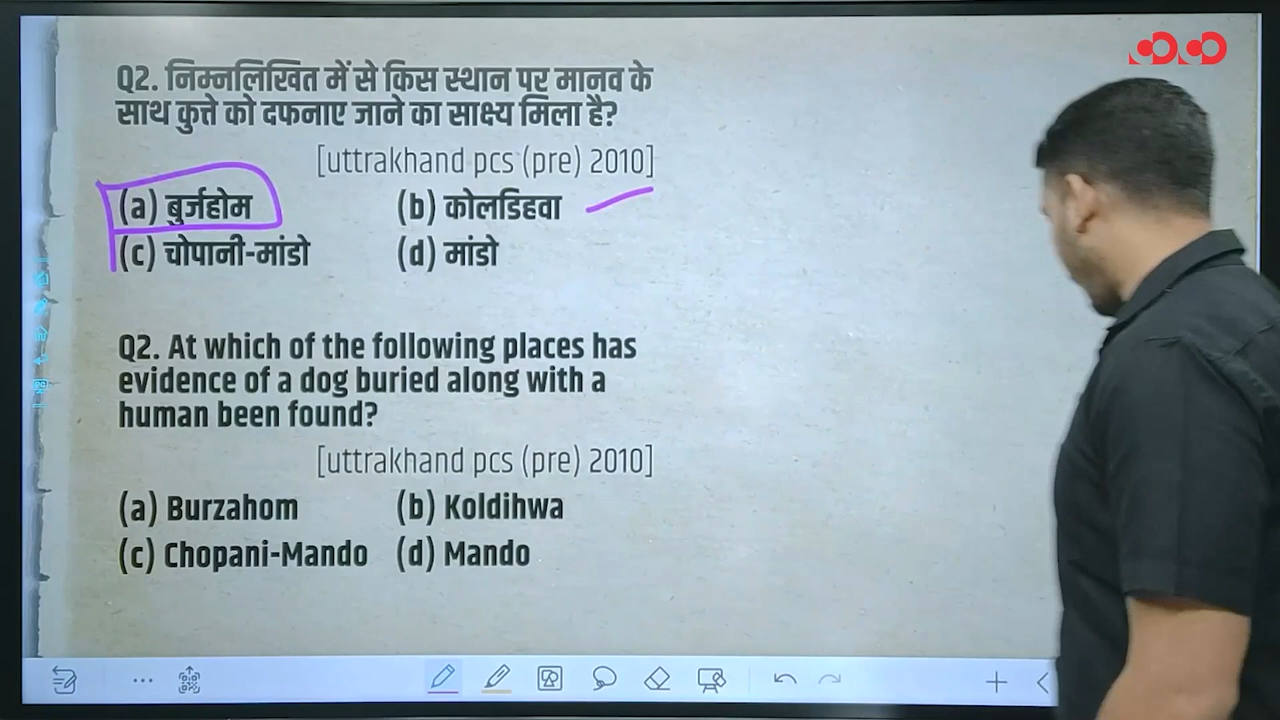 Q2. निम्नलिखित में से किस स्थान पर मानव के
साथ कुत्ते को दफनाए जाने का साक्ष्य मिला है?
[uttrakhand pcs (pre) 2010]
(a) बुर्जहोम (b) कोलडिहवा
(c) चोपानी-मांडो (d) मांडो
Q2. At which of the following places has
evidence of a dog buried along with a
human been found?
[uttrakhand pcs (pre) 2010]
(a) Burzahom (b) Koldihwa
(c) Chopani-Mando (d) Mando